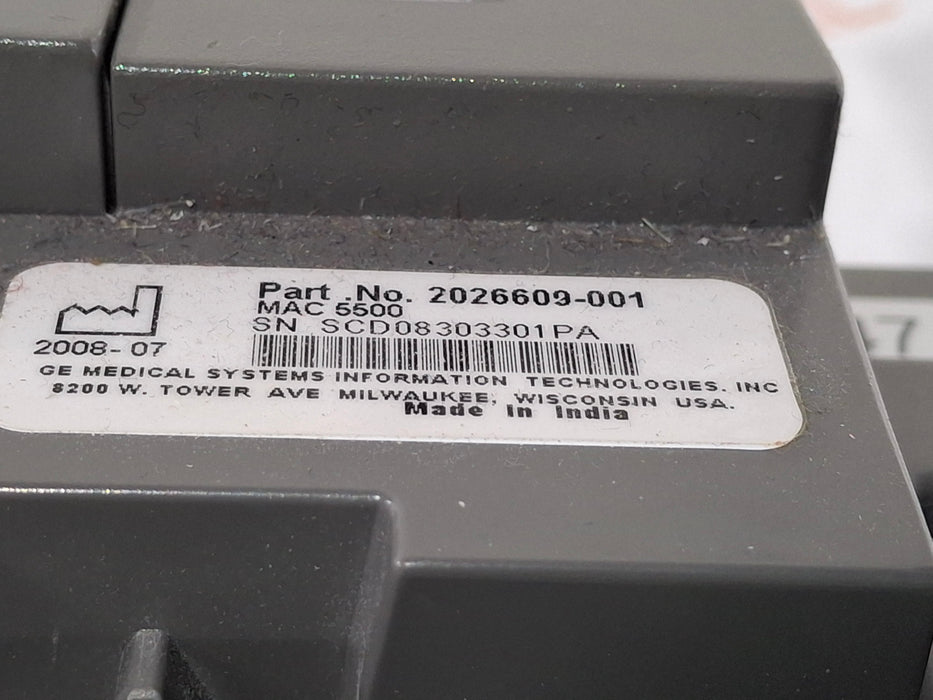 Part .No. 2026609-001
MAC 5500
SN SCD08303301PA
2008-07
GE MEDICAL SYSTEMS INFORMATION TECHNOLOGIES. INC
8200 W. TOWER AVE MILWAUKEE, WISCONSIN USA.
Made In India